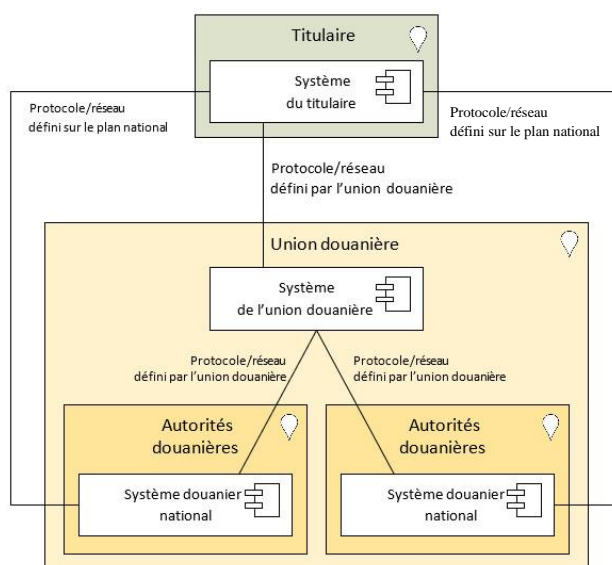 Titulaire
Système
du titulaire
Protocole/réseau
défini sur le plan national
Protocole/réseau
défini sur le plan national
Protocole/réseau
défini par l'union douanière
Union douanière
Système
de l'union douanière
Protocole/réseau
défini par l'union douanière
Protocole/réseau
défini par l'union douanière
Autorités
douanières
Système douanier
national
Autorités
douanières
Système douanier
national